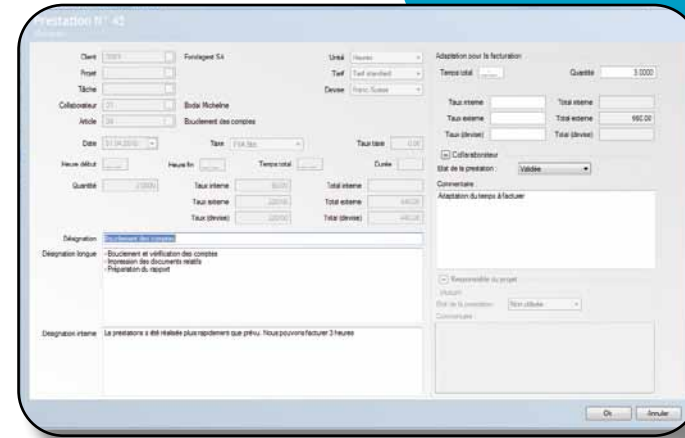 Prestation N° 43
Client Fondagest SA Unité Heures
Projet Tarif Tarif standard
Tâche Devise Franc Suisse
Collaborateur Bodai Micheline
Article Bouclement des comptes
Date 01.04.2010 Taxe Taux taxe 0.00
Heure début Heure fin Temps total Durée
Quantité Taux interne Total interne
Taux externe Total externe
Taux (devise) Total (devise)
Désignation Bouclement des comptes
Désignation longue - Bouclement et vérification des comptes
- Impression des documents relatifs
- Préparation du rapport
Désignation interne La prestations a été réalisée plus rapidement que prévu. Nous pouvons facturer 3 heures
Adaptation pour la facturation
Temps total Quantité 3.0000
Taux interne Total interne
Taux externe Total externe 660.00
Taux (devise) Total (devise)
Collaborateur
Etat de la prestation : Validée
Commentaire :
Adaptation du temps à facturer
Responsable du projet
Etat de la prestation : Non utilisée
Commentaire :
Ok Annuler